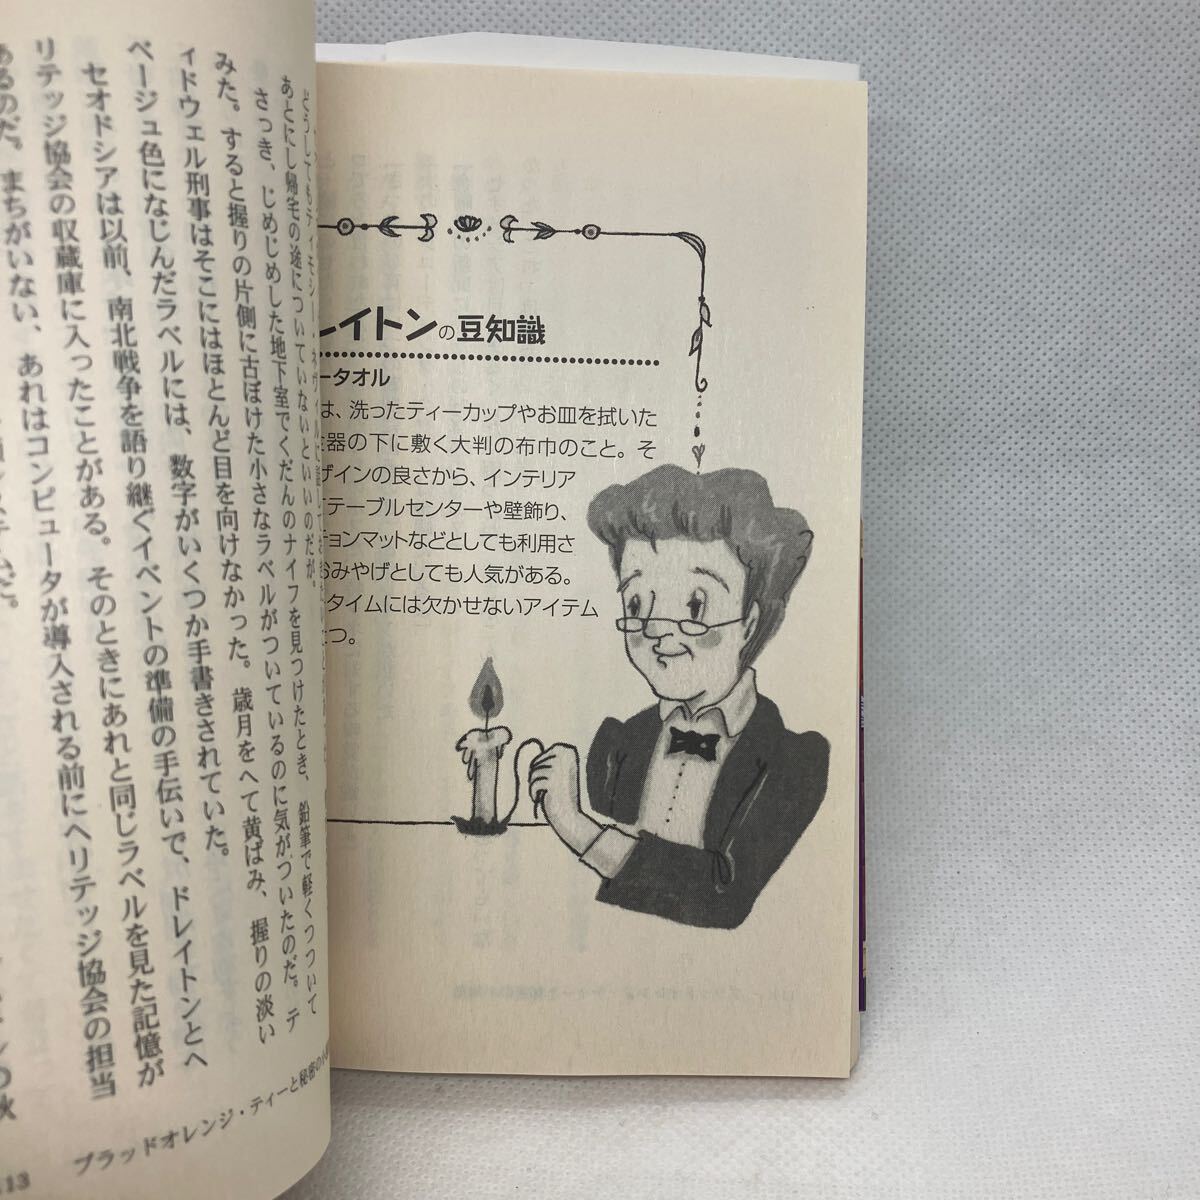 どうしてもティモシー・ネヴィルに
あとにし帰宅の途についていないといいのだが。
さっき、じめじめした地下室でくだんのナイフを見つけたとき、鉛筆で軽くつついて
みた。すると握りの片側に古ぼけた小さなラベルがついているのに気がついたのだ。テ
ィドウェル刑事はそこにはほとんど目を向けなかった。歳月をへて黄ばみ、握りの淡い
ベージュ色になじんだラベルには、数字がいくつか手書きされていた。
セオドシアは以前、南北戦争を語り継ぐイベントの準備の手伝いで、ドレイトンとヘ
リテッジ協会の収蔵庫に入ったことがある。そのときにあれと同じラベルを見た記憶が
あるのだ。まちがいない、あれはコンピュータが導入される前にヘリテッジ協会の担当
ブラッドオレンジ・ティーと秘密の
13
レイトンの豆知識
ータオル
は、洗ったティーカップやお皿を拭いた
器の下に敷く大判の布巾のこと。そ
ザインの良さから、インテリア
てテーブルセンターや壁飾り、
チョンマットなどとしても利用さ
おみやげとしても人気がある。
タイムには欠かせないアイテム
つ。